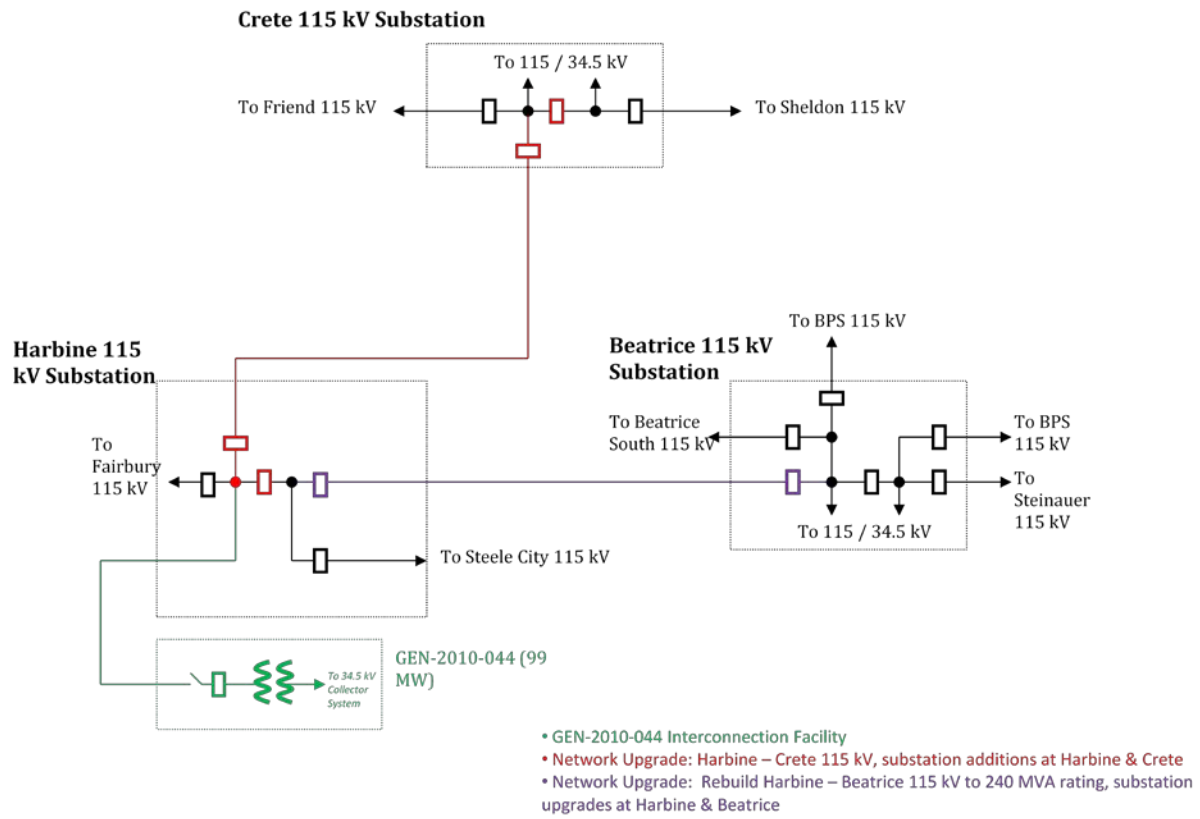 Crete 115 kV Substation
To 115 / 34.5 kV
To Friend 115 kV
To Sheldon 115 kV
To BPS 115 kV
Harbine 115
kV Substation
Beatrice 115 kV
Substation
To Beatrice
South 115 kV
To BPS
115 kV
To
Fairbury
115 kV
To
Steinauer
115 kV
To 115 / 34.5 kV
To Steele City 115 kV
GEN-2010-044 (99
MW)
To 34.5 kV
Collector
System
• GEN-2010-044 Interconnection Facility
• Network Upgrade: Harbine – Crete 115 kV, substation additions at Harbine & Crete
• Network Upgrade:  Rebuild Harbine – Beatrice 115 kV to 240 MVA rating, substation
upgrades at Harbine & Beatrice